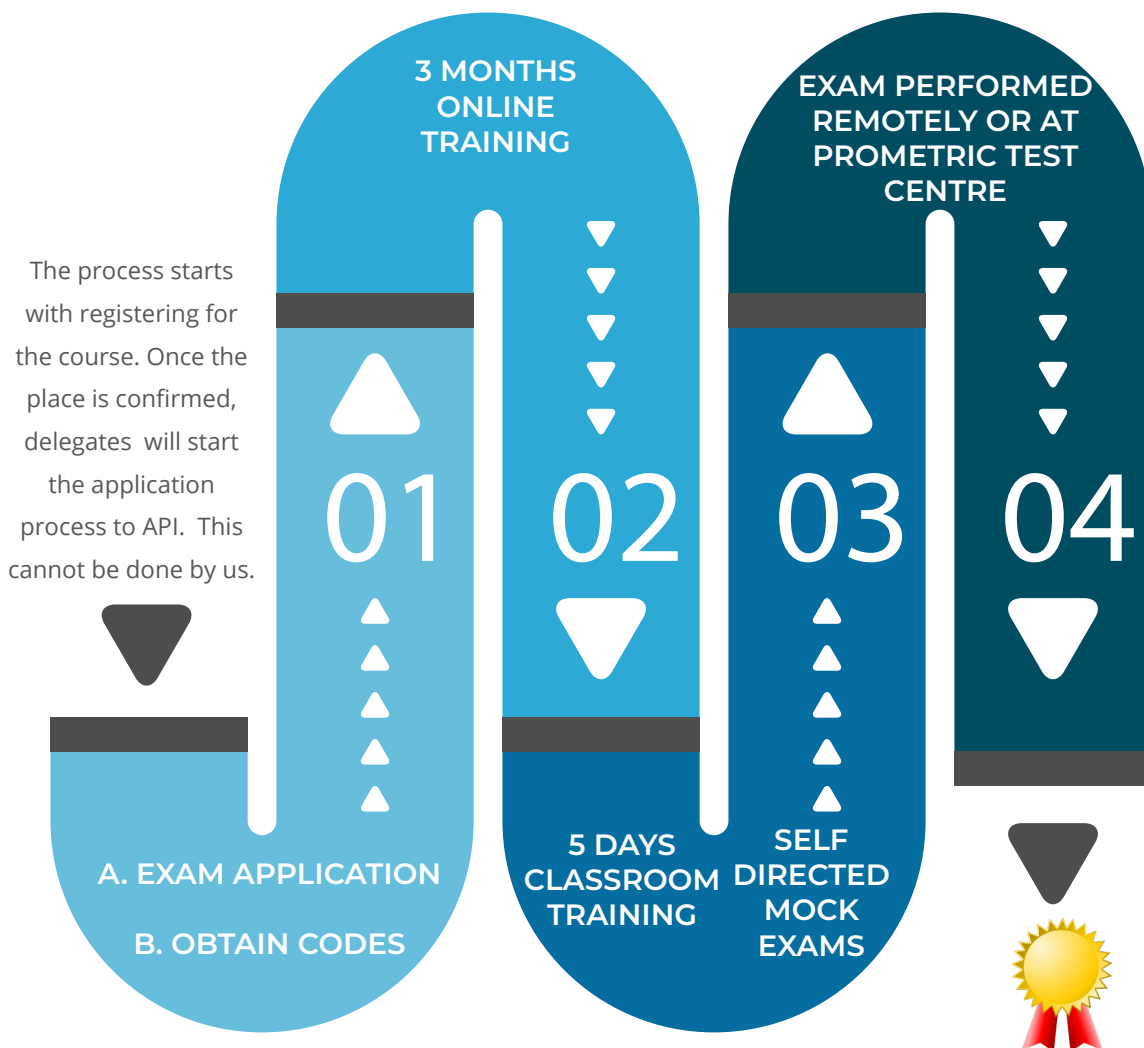 The process starts
with registering for
the course. Once the
place is confirmed,
delegates will start
the application
process to API. This
cannot be done by us.
A. EXAM APPLICATION
B. OBTAIN CODES
01
3 MONTHS
ONLINE
TRAINING
02
5 DAYS
CLASSROOM
TRAINING
SELF
DIRECTED
MOCK
EXAMS
03
EXAM PERFORMED
REMOTELY OR AT
PROMETRIC TEST
CENTRE
04